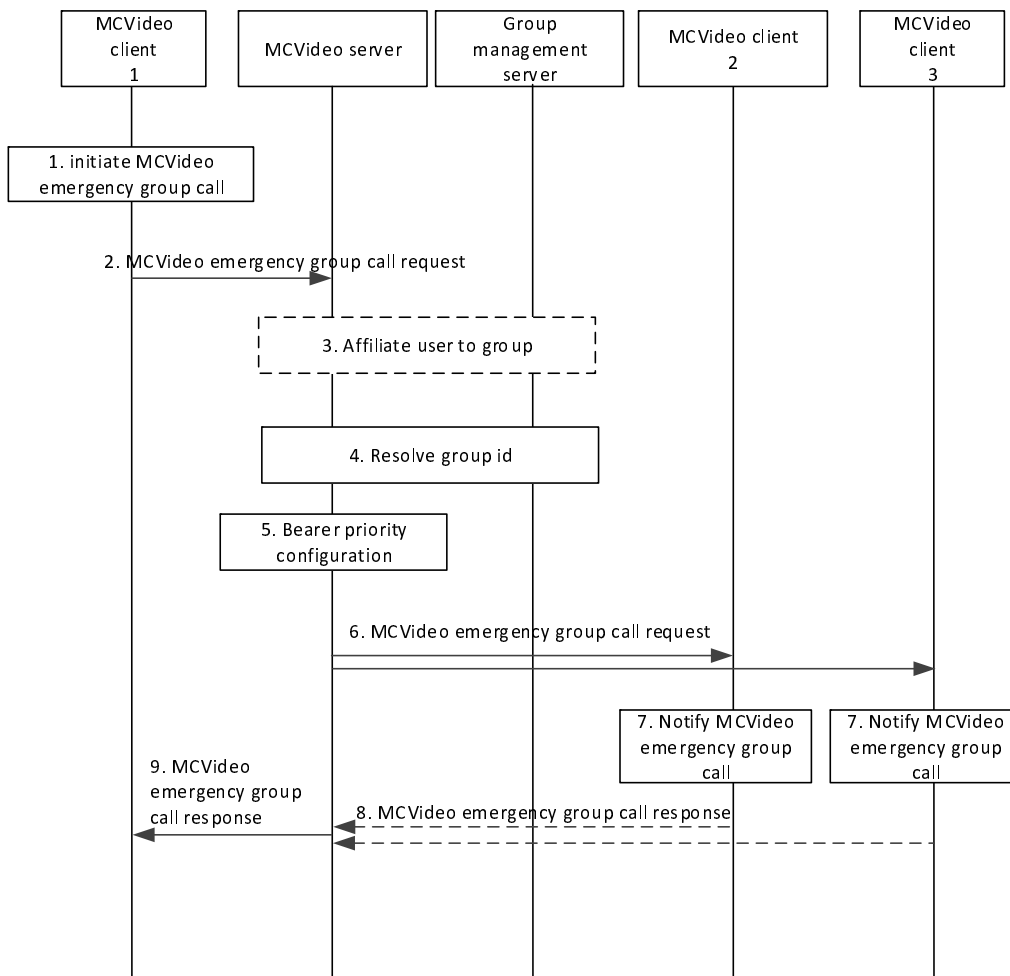 MCVideo
client
1
MCVideo server
Group
management
server
MCVideo client
2
MCVideo
client
3
1. initiate MCVideo
emergency group call
2. MCVideo emergency group call request
3. Affiliate user to group
4. Resolve group id
5. Bearer priority
configuration
6. MCVideo emergency group call request
7. Notify MCVideo
emergency group
call
7. Notify MCVideo
emergency group
call
9. MCVideo
emergency group
call response
8. MCVideo emergency group call response